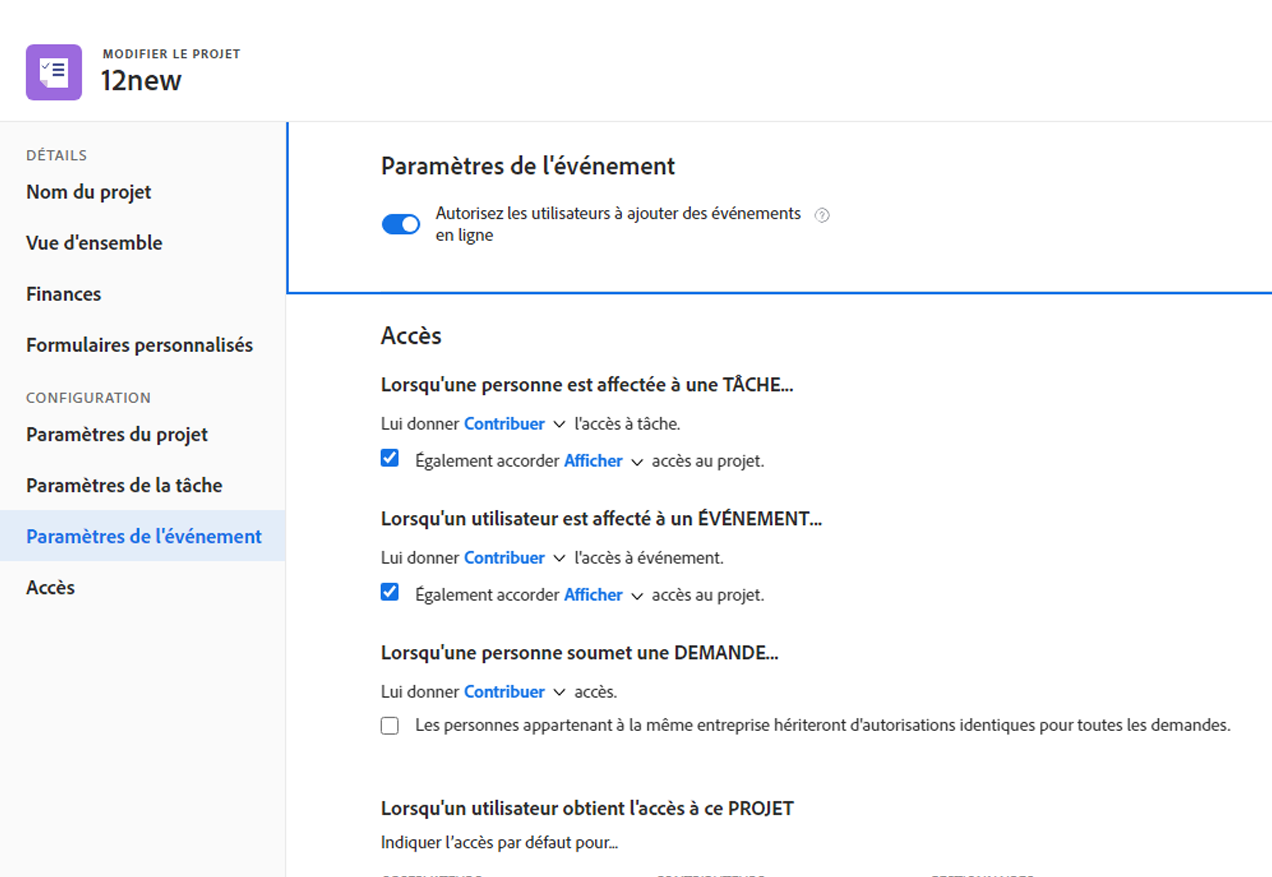 MODIFIER LE PROJET
12new
DÉTAILS
Nom du projet
Vue d'ensemble
Finances
Formulaires personnalisés
CONFIGURATION
Paramètres du projet
Paramètres de la tâche
Paramètres de l'événement
Accès
Paramètres de l'événement
Autorisez les utilisateurs à ajouter des événements
en ligne
Accès
Lorsqu'une personne est affectée à une TÂCHE...
Lui donner Contribuer l'accès à tâche.
Également accorder Afficher accès au projet.
Lorsqu'un utilisateur est affecté à un ÉVÉNEMENT...
Lui donner Contribuer l'accès à événement.
Également accorder Afficher accès au projet.
Lorsqu'une personne soumet une DEMANDE...
Lui donner Contribuer accès.
Les personnes appartenant à la même entreprise hériteront d'autorisations identiques pour toutes les demandes.
Lorsqu'un utilisateur obtient l'accès à ce PROJET
Indiquer l’accès par défaut pour...